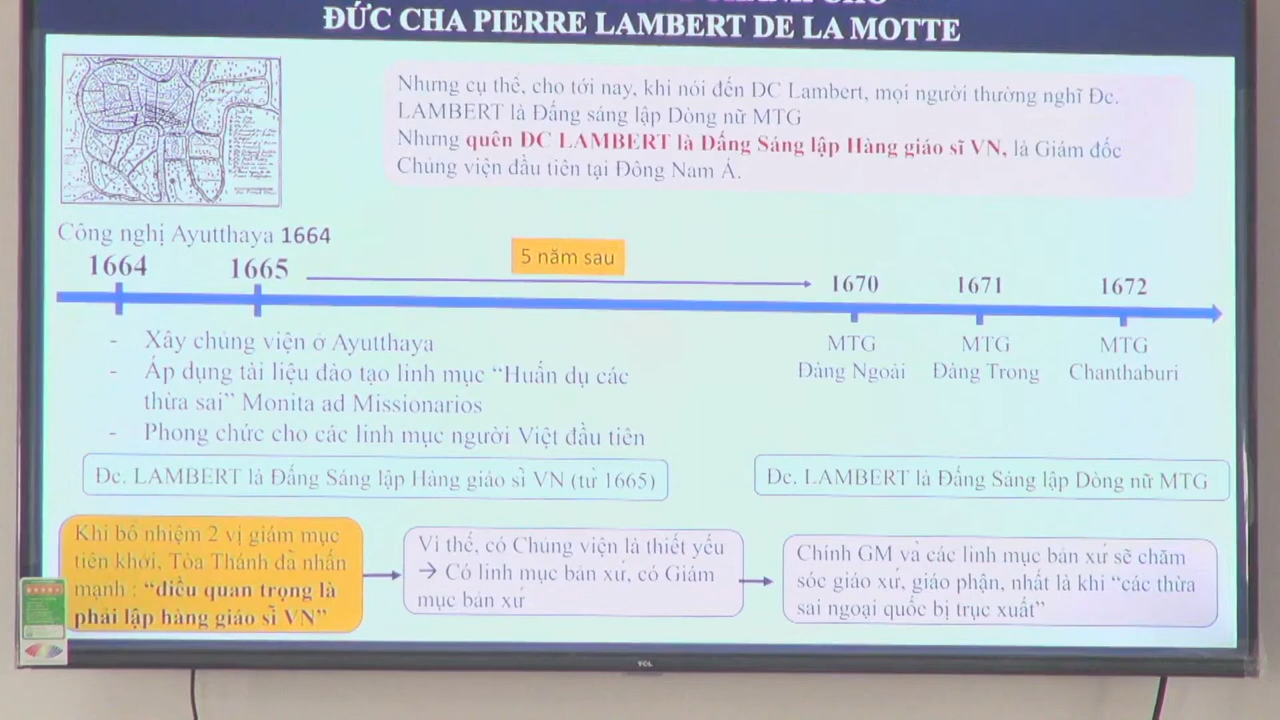 ĐỨC CHA PIERRE LAMBERT DE LA MOTTE
Nhưng cụ thể, cho tới nay, khi nói đến ĐC Lambert, mọi người thường nghĩ Đc.
LAMBERT là Đấng sáng lập Dòng nữ MTG
Nhưng quên ĐC LAMBERT là Đấng Sáng lập Hàng giáo sĩ VN, là Giám đốc
Chủng viện đầu tiên tại Đông Nam Á.
Công nghị Ayutthaya 1664
5 năm sau
1664
1665
1670
1671
1672
MTG
Đàng Ngoài
MTG
Đàng Trong
MTG
Chanthaburi
- Xây chủng viện ở Ayutthaya
- Áp dụng tài liệu đào tạo linh mục “Huấn dụ các
thừa sai” Monita ad Missionarios
- Phong chức cho các linh mục người Việt đầu tiên
Đc. LAMBERT là Đấng Sáng lập Hàng giáo sĩ VN (từ 1665)
Đc. LAMBERT là Đấng Sáng lập Dòng nữ MTG
Khi bổ nhiệm 2 vị giám mục
tiên khởi, Tòa Thánh đã nhấn
mạnh : “điều quan trọng là
phải lập hàng giáo sĩ VN”
Vì thế, có Chủng viện là thiết yếu
→ Có linh mục bản xứ, có Giám
mục bản xứ
Chính GM và các linh mục bản xứ sẽ chăm
sóc giáo xứ, giáo phận, nhất là khi “các thừa
sai ngoại quốc bị trục xuất”
TCL